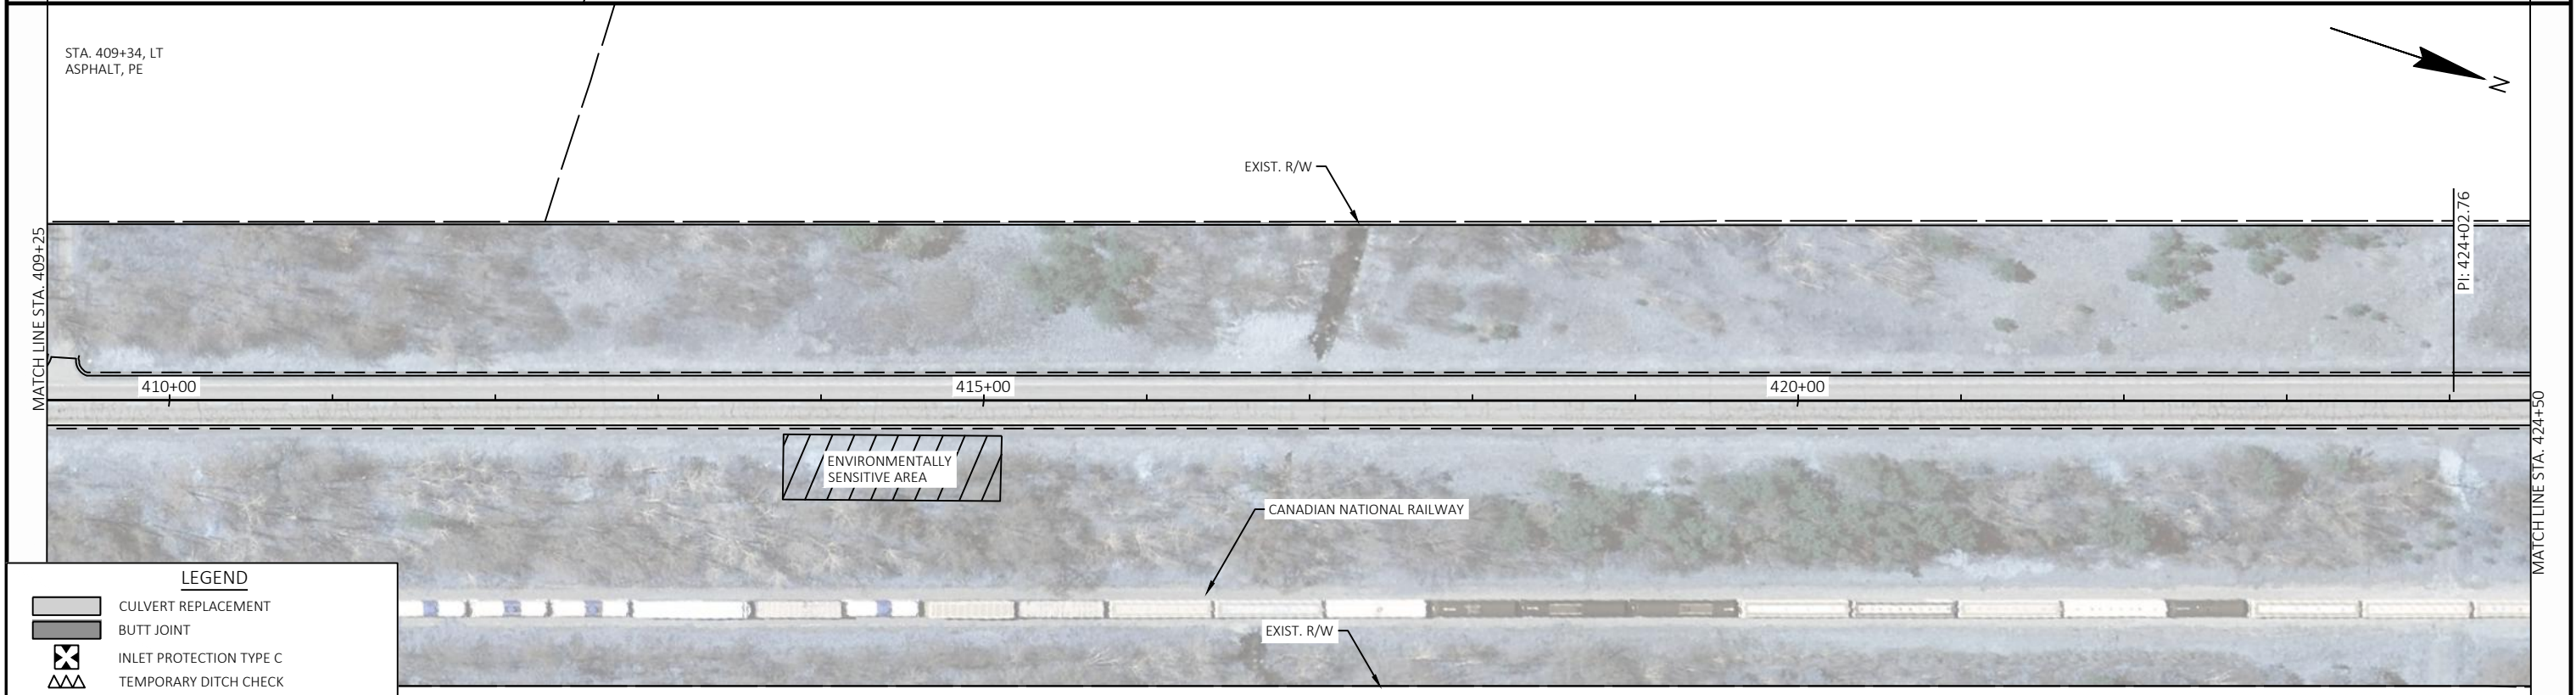 STA. 409+34, LT
ASPHALT, PE
N
EXIST. R/W
MATCH LINE STA. 409+25
PI: 424+02.76
410+00
415+00
420+00
ENVIRONMENTALLY
SENSITIVE AREA
CANADIAN NATIONAL RAILWAY
MATCH LINE STA. 424+50
EXIST. R/W
LEGEND
CULVERT REPLACEMENT
BUTT JOINT
INLET PROTECTION TYPE C
TEMPORARY DITCH CHECK